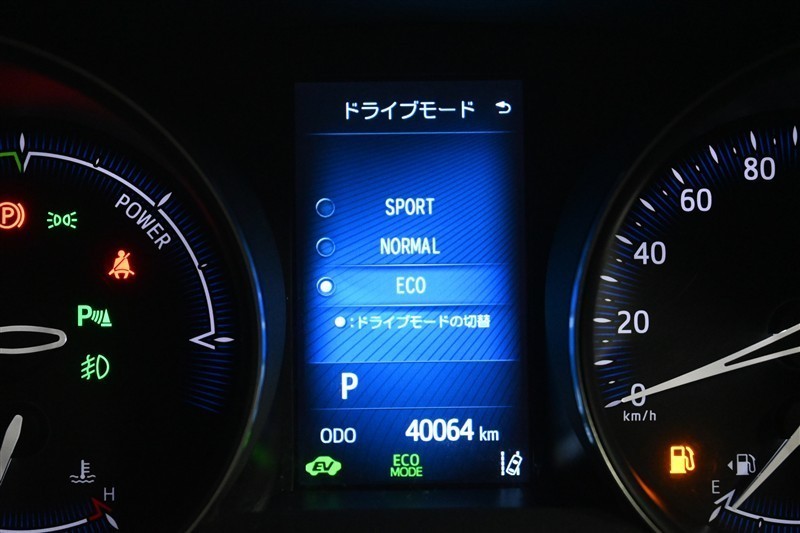 ドライブモード
SPORT
NORMAL
ECO
●:ドライブモードの切替
P
ODO 40064 km
EV
ECO
MODE
POWER
P
P
H
80
60
40
20
0
km/h
E